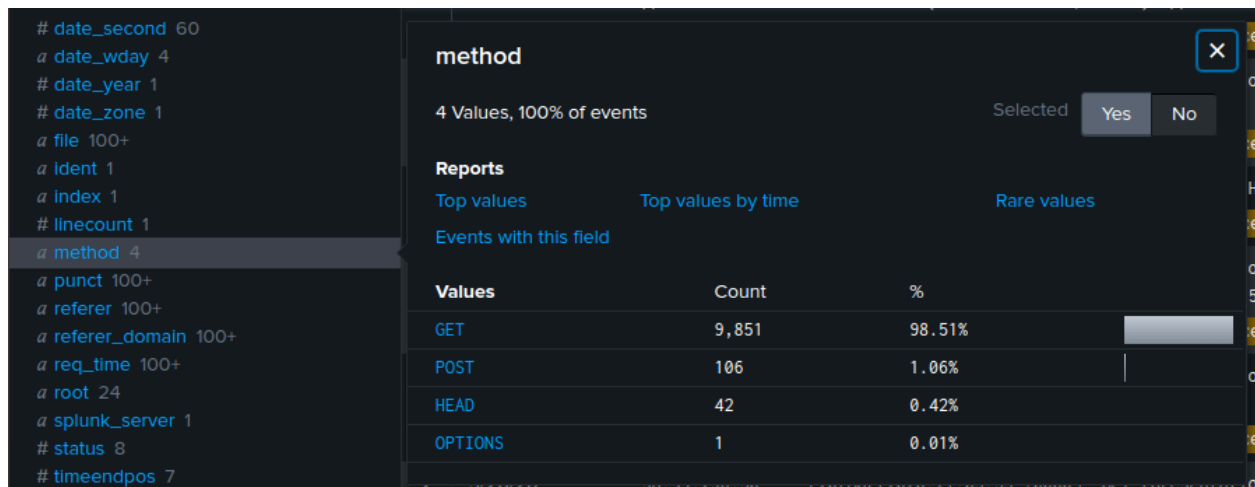 # date_second 60
a date_wday 4
# date_year 1
# date_zone 1
a file 100+
a ident 1
a index 1
# linecount 1
a method 4
a punct 100+
a referer 100+
a referer_domain 100+
a req_time 100+
a root 24
a splunk_server 1
# status 8
# timeendpos 7
method
4 Values, 100% of events
Selected Yes No
Reports
Top values Top values by time Rare values
Events with this field
Values Count %
GET 9,851 98.51%
POST 106 1.06%
HEAD 42 0.42%
OPTIONS 1 0.01%